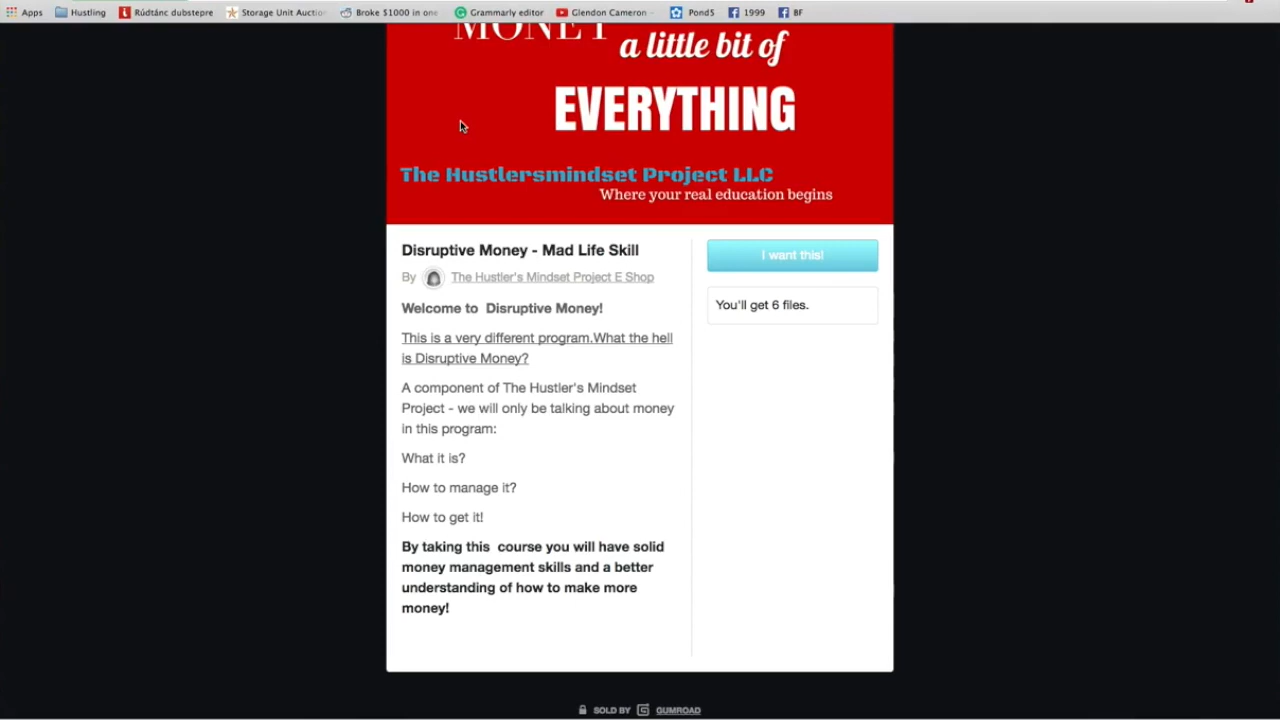 Apps Hustling Rúdtánc dubstepre Storage Unit Auctio Broke $1000 in one Grammarly editor Glendon Cameron - Pond5 1999 BF
MONEY
a little bit of
EVERYTHING
The Hustlersmindset Project LLC
Where your real education begins
Disruptive Money - Mad Life Skill
I want this!
By The Hustler's Mindset Project E Shop
You'll get 6 files.
Welcome to Disruptive Money!
This is a very different program.What the hell
is Disruptive Money?
A component of The Hustler's Mindset
Project - we will only be talking about money
in this program:
What it is?
How to manage it?
How to get it!
By taking this course you will have solid
money management skills and a better
understanding of how to make more
money!
SOLD BY GUMROAD